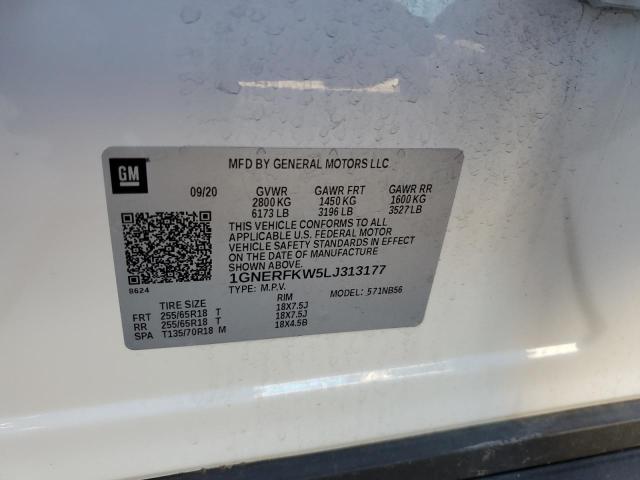 GM
MFD BY GENERAL MOTORS LLC
09/20 GVWR GAWR FRT GAWR RR
2800 KG 1450 KG 1600 KG
6173 LB 3196 LB 3527 LB
THIS VEHICLE CONFORMS TO ALL
APPLICABLE U.S. FEDERAL MOTOR
VEHICLE SAFETY STANDARDS IN EFFECT
ON THE DATE OF MANUFACTURE
SHOWN ABOVE.
1GNERFKW5LJ313177
8624 TYPE: M.P.V. MODEL: 571NB56
TIRE SIZE RIM
FRT 255/65R18 T 18X7.5J
RR 255/65R18 T 18X7.5J
SPA T135/70R18 M 18X4.5B